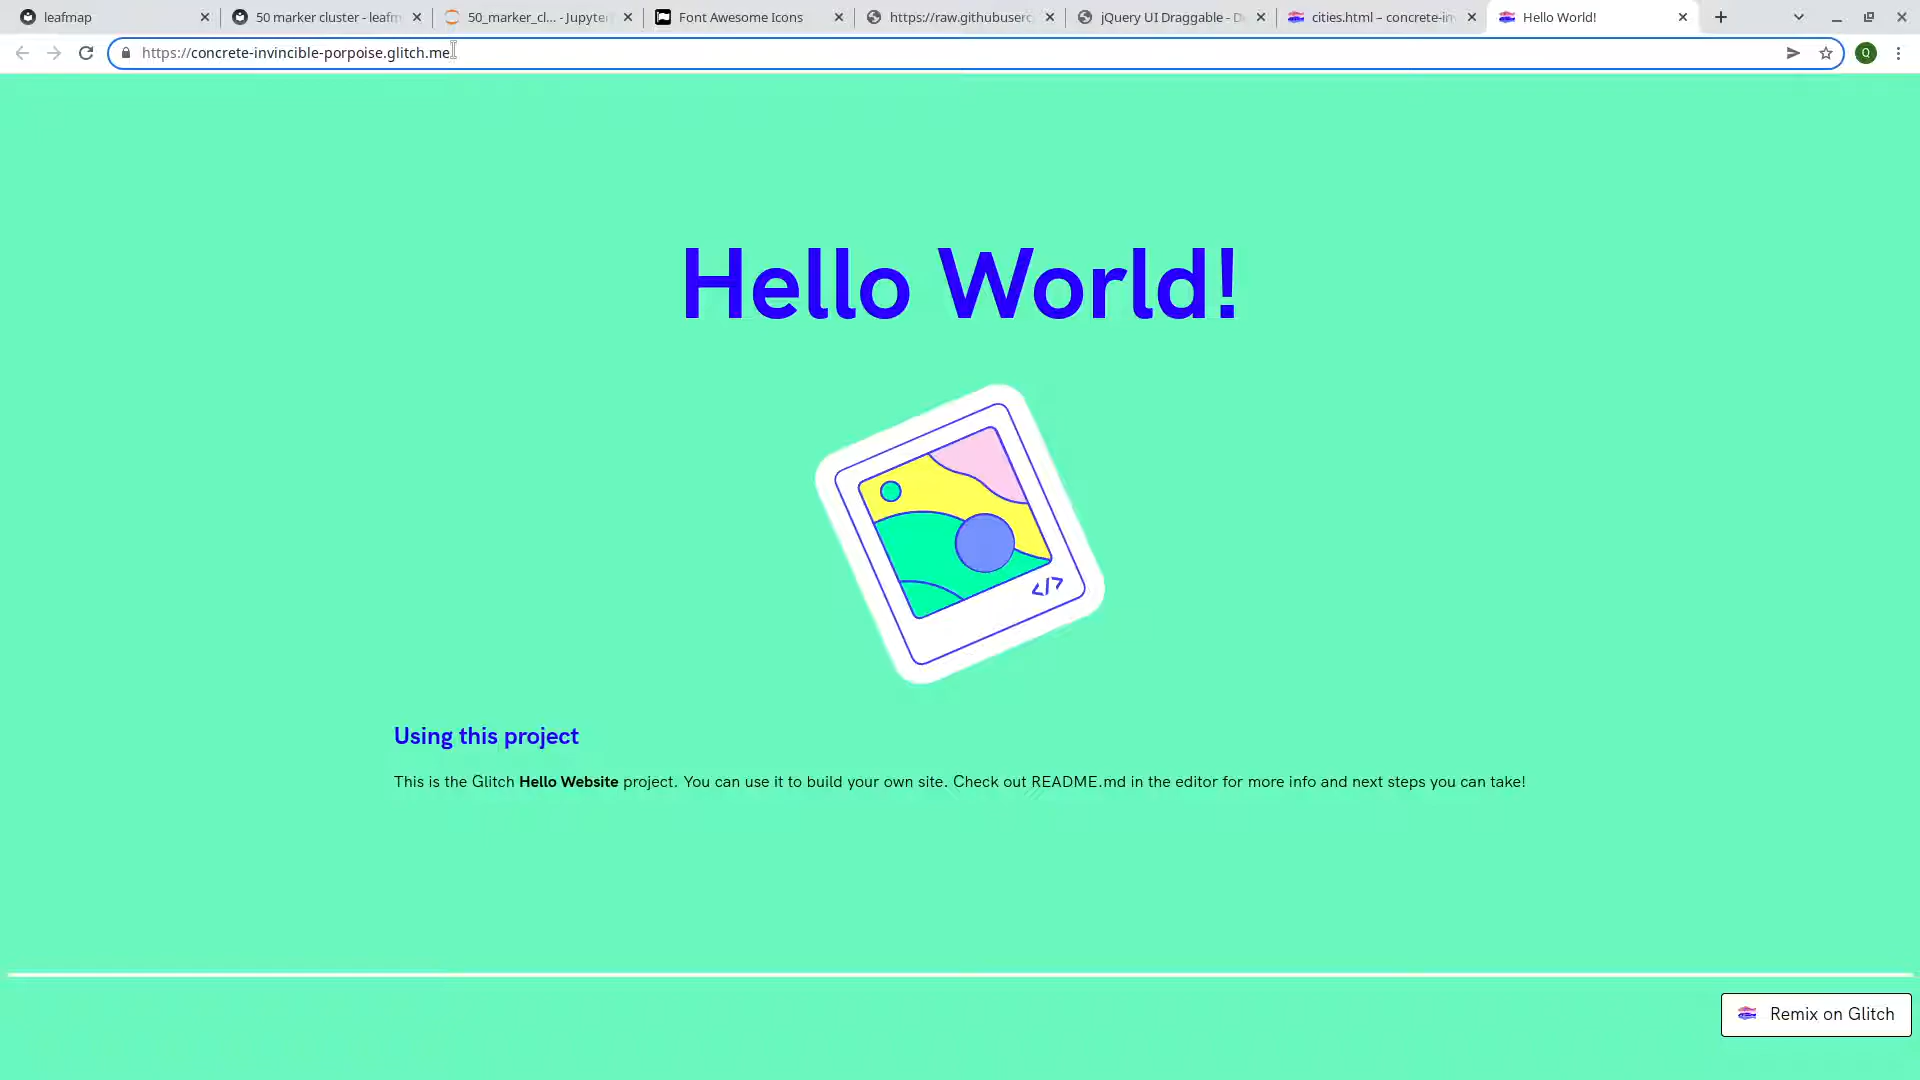 leafmap
50 marker cluster - leafm
50_marker_cl... - Jupyter
Font Awesome Icons
https://raw.githubuserc
jQuery UI Draggable - D
cities.html – concrete-in
Hello World!
https://concrete-invincible-porpoise.glitch.me
Q
Hello World!
</>
Using this project
This is the Glitch Hello Website project. You can use it to build your own site. Check out README.md in the editor for more info and next steps you can take!
Remix on Glitch